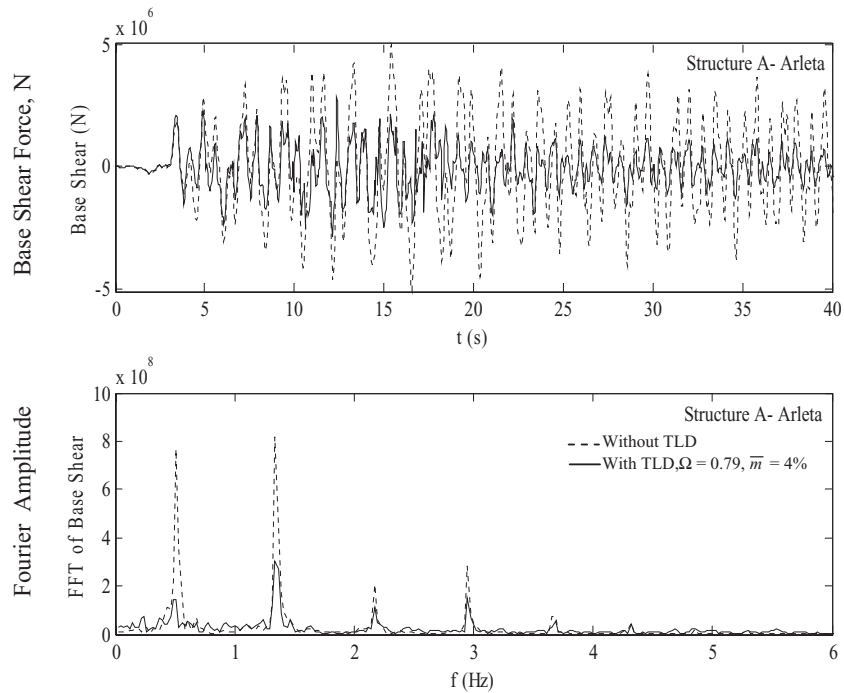 x 10^6
5
Structure A- Arleta
Base Shear Force, N
Base Shear (N)
0
-5
0 5 10 15 20 25 30 35 40
t (s)
x 10^8
10
Structure A- Arleta
Without TLD
With TLD, Ω = 0.79, m̅ = 4%
8
6
4
2
0
Fourier Amplitude
FFT of Base Shear
0 1 2 3 4 5 6
f (Hz)